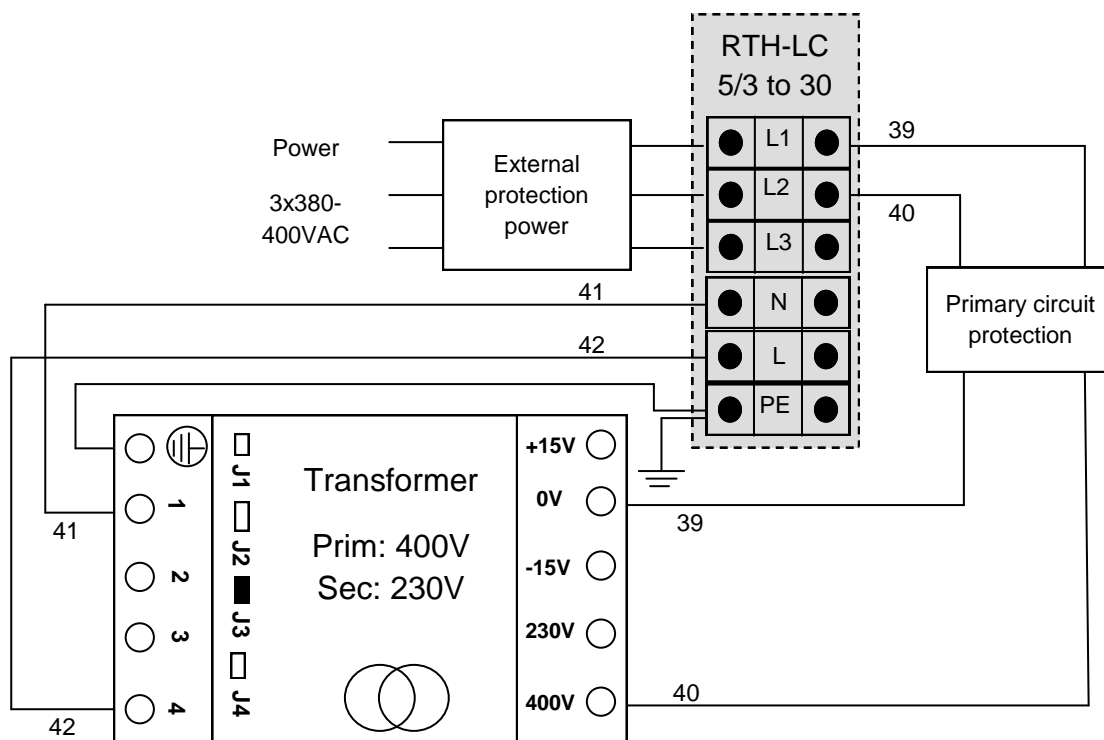 RTH-LC
5/3 to 30
Power
3x380-
400VAC
External
protection
power
L1
L2
L3
N
L
PE
39
40
41
42
Primary circuit
protection
1
2
3
4
41
42
J1
J2
J3
J4
Transformer
Prim: 400V
Sec: 230V
+15V
0V
-15V
230V
400V
39
40